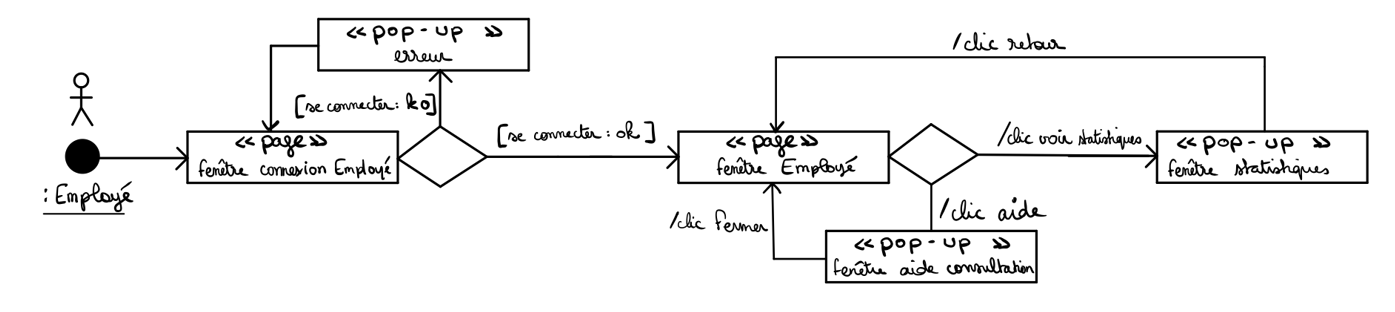 << pop-up >>
erreur
/clic retour
[se connecter: ko]
[se connecter : ok]
<< page >>
fenêtre connexion Employé
: Employé
<< page >>
fenêtre Employé
/clic voir statistiques
<< pop-up >>
fenêtre statistiques
/clic Fermer
/clic aide
<< pop-up >>
fenêtre aide consultation